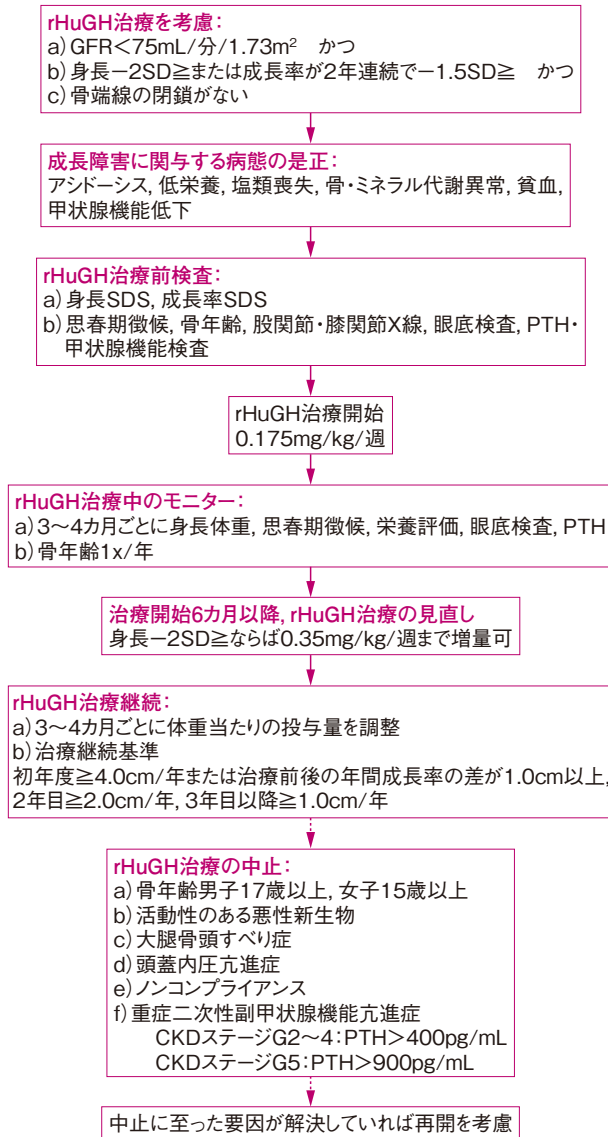 rHuGH治療を考慮：
a）GFR＜75mL/分/1.73m²　かつ
b）身長－2SD≧または成長率が2年連続で－1.5SD≧　かつ
c）骨端線の閉鎖がない
成長障害に関与する病態の是正：
アシドーシス，低栄養，塩類喪失，骨・ミネラル代謝異常，貧血，
甲状腺機能低下
rHuGH治療前検査：
a）身長SDS，成長率SDS
b）思春期徴候，骨年齢，股関節・膝関節X線，眼底検査，PTH・
甲状腺機能検査
rHuGH治療開始
0.175mg/kg/週
rHuGH治療中のモニター：
a）3～4カ月ごとに身長体重，思春期徴候，栄養評価，眼底検査，PTH
b）骨年齢1x/年
治療開始6カ月以降，rHuGH治療の見直し
身長－2SD≧ならば0.35mg/kg/週まで増量可
rHuGH治療継続：
a）3～4カ月ごとに体重当たりの投与量を調整
b）治療継続基準
初年度≧4.0cm/年または治療前後の年間成長率の差が1.0cm以上，
2年目≧2.0cm/年，3年目以降≧1.0cm/年
rHuGH治療の中止：
a）骨年齢男子17歳以上，女子15歳以上
b）活動性のある悪性新生物
c）大腿骨頭すべり症
d）頭蓋内圧亢進症
e）ノンコンプライアンス
f）重症二次性副甲状腺機能亢進症
CKDステージG2～4：PTH＞400pg/mL
CKDステージG5：PTH＞900pg/mL
中止に至った要因が解決していれば再開を考慮